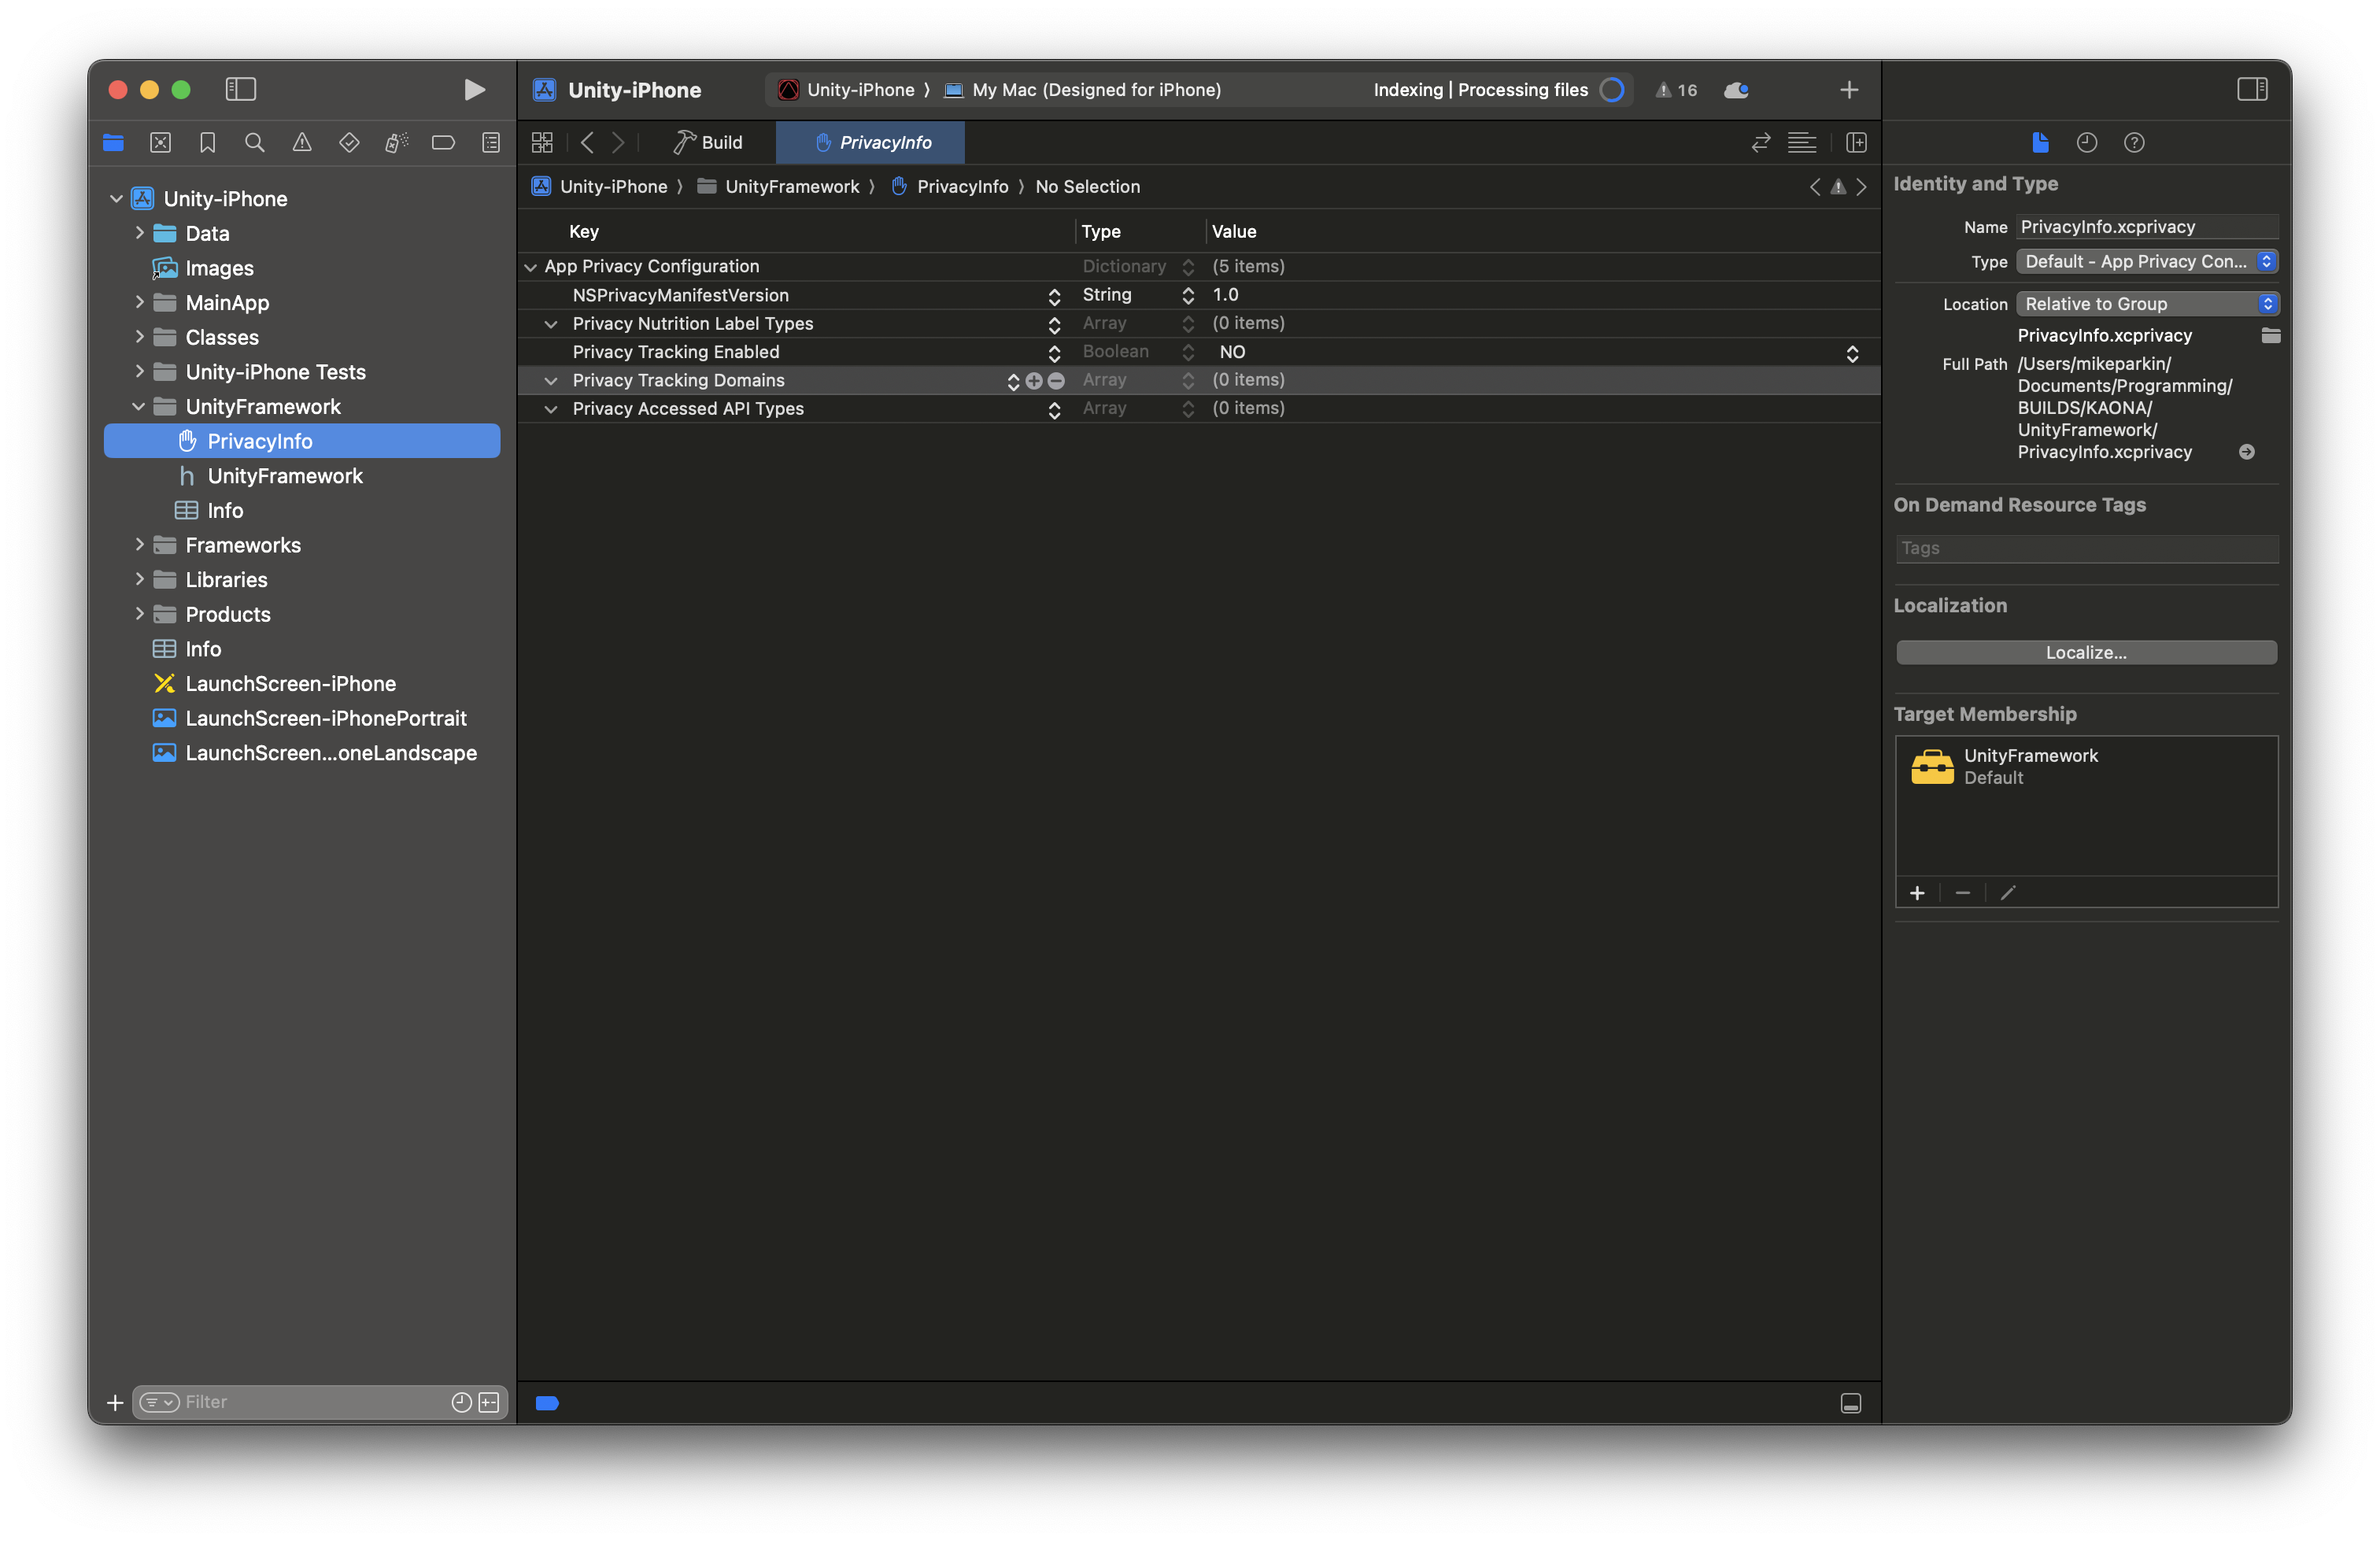 Unity-iPhone
Unity-iPhone ⟩ My Mac (Designed for iPhone)
Indexing | Processing files
16
Build
PrivacyInfo
Unity-iPhone ⟩ UnityFramework ⟩ PrivacyInfo ⟩ No Selection
Unity-iPhone
Data
Images
MainApp
Classes
Unity-iPhone Tests
UnityFramework
PrivacyInfo
h UnityFramework
Info
Frameworks
Libraries
Products
Info
LaunchScreen-iPhone
LaunchScreen-iPhonePortrait
LaunchScreen...oneLandscape
Filter
Key Type Value
App Privacy Configuration Dictionary (5 items)
NSPrivacyManifestVersion String 1.0
Privacy Nutrition Label Types Array (0 items)
Privacy Tracking Enabled Boolean NO
Privacy Tracking Domains Array (0 items)
Privacy Accessed API Types Array (0 items)
Identity and Type
Name PrivacyInfo.xcprivacy
Type Default - App Privacy Con...
Location Relative to Group
PrivacyInfo.xcprivacy
Full Path /Users/mikeparkin/
Documents/Programming/
BUILDS/KAONA/
UnityFramework/
PrivacyInfo.xcprivacy
On Demand Resource Tags
Tags
Localization
Localize...
Target Membership
UnityFramework
Default